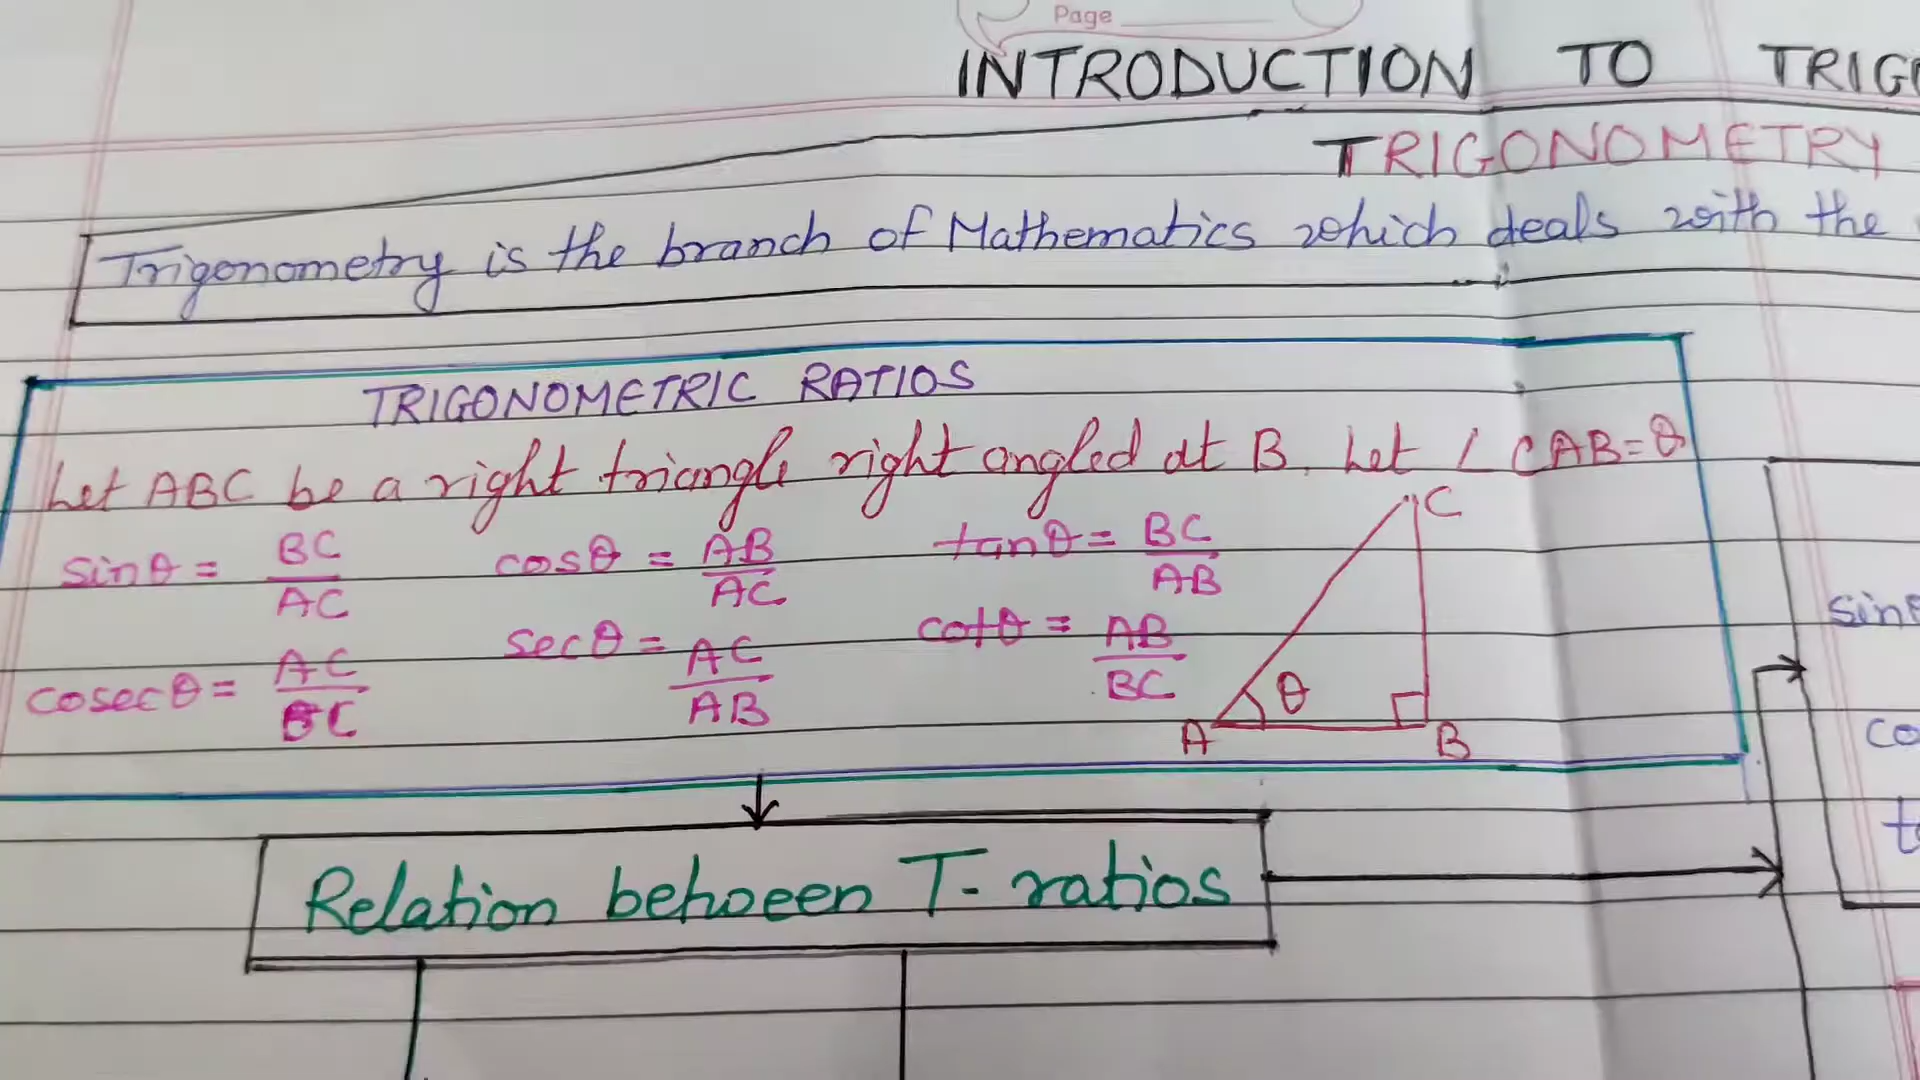 Page
INTRODUCTION TO
TRIGONOMETRY
Trigonometry is the branch of Mathematics which deals with the
TRIGONOMETRIC RATIOS
Let ABC be a right triangle right angled at B. Let ∠CAB=θ
sinθ = BC/AC cosθ = AB/AC tanθ = BC/AB
cosecθ = AC/BC secθ = AC/AB cotθ = AB/BC
C
θ
A B
Relation between T-ratios